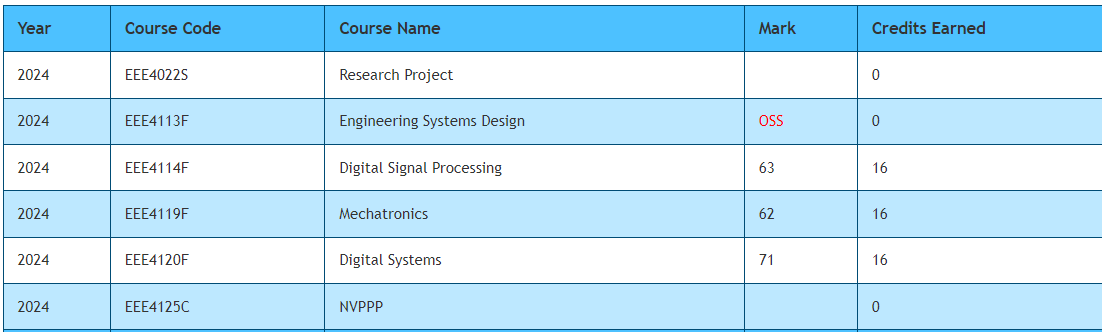 Year Course Code Course Name Mark Credits Earned
2024 EEE4022S Research Project 0
2024 EEE4113F Engineering Systems Design OSS 0
2024 EEE4114F Digital Signal Processing 63 16
2024 EEE4119F Mechatronics 62 16
2024 EEE4120F Digital Systems 71 16
2024 EEE4125C NVPPP 0